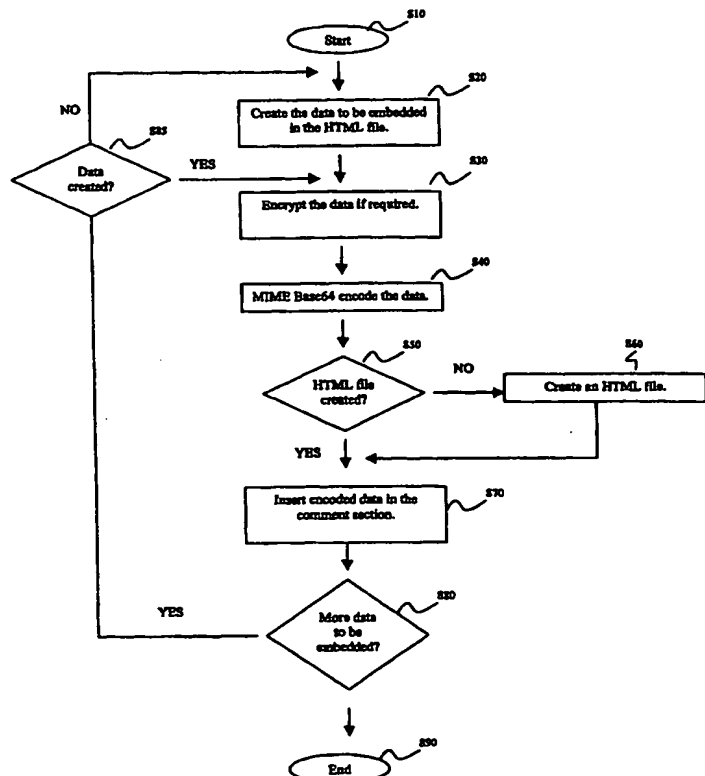 S10
Start
S20
NO
Create the data to be embedded
in the HTML file.
S85
Data
created?
YES
S30
Encrypt the data if required.
S40
MIME Base64 encode the data.
S50
HTML file
created?
NO
S60
Create an HTML file.
YES
S70
Insert encoded data in the
comment section.
S80
More data
to be
embedded?
YES
S90
End